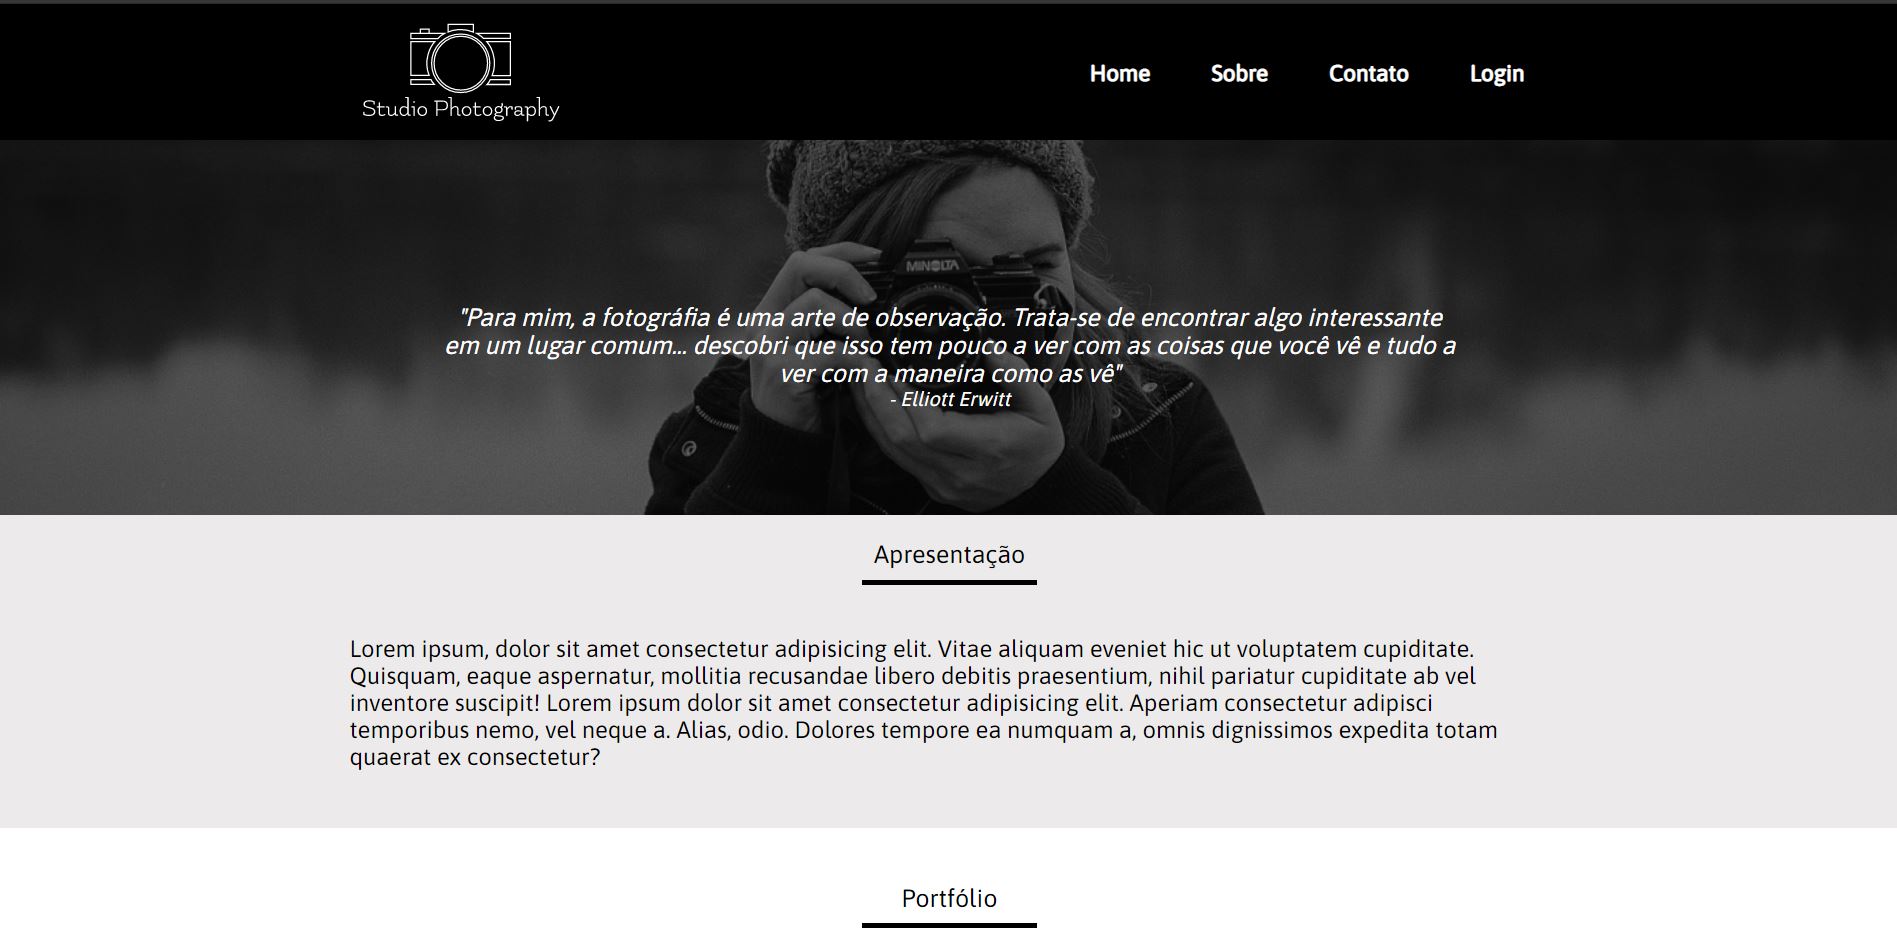 Studio Photography
Home Sobre Contato Login
MINOLTA
"Para mim, a fotográfia é uma arte de observação. Trata-se de encontrar algo interessante
em um lugar comum... descobri que isso tem pouco a ver com as coisas que você vê e tudo a
ver com a maneira como as vê"
- Elliott Erwitt
Apresentação
Lorem ipsum, dolor sit amet consectetur adipisicing elit. Vitae aliquam eveniet hic ut voluptatem cupiditate.
Quisquam, eaque aspernatur, mollitia recusandae libero debitis praesentium, nihil pariatur cupiditate ab vel
inventore suscipit! Lorem ipsum dolor sit amet consectetur adipisicing elit. Aperiam consectetur adipisci
temporibus nemo, vel neque a. Alias, odio. Dolores tempore ea numquam a, omnis dignissimos expedita totam
quaerat ex consectetur?
Portfólio